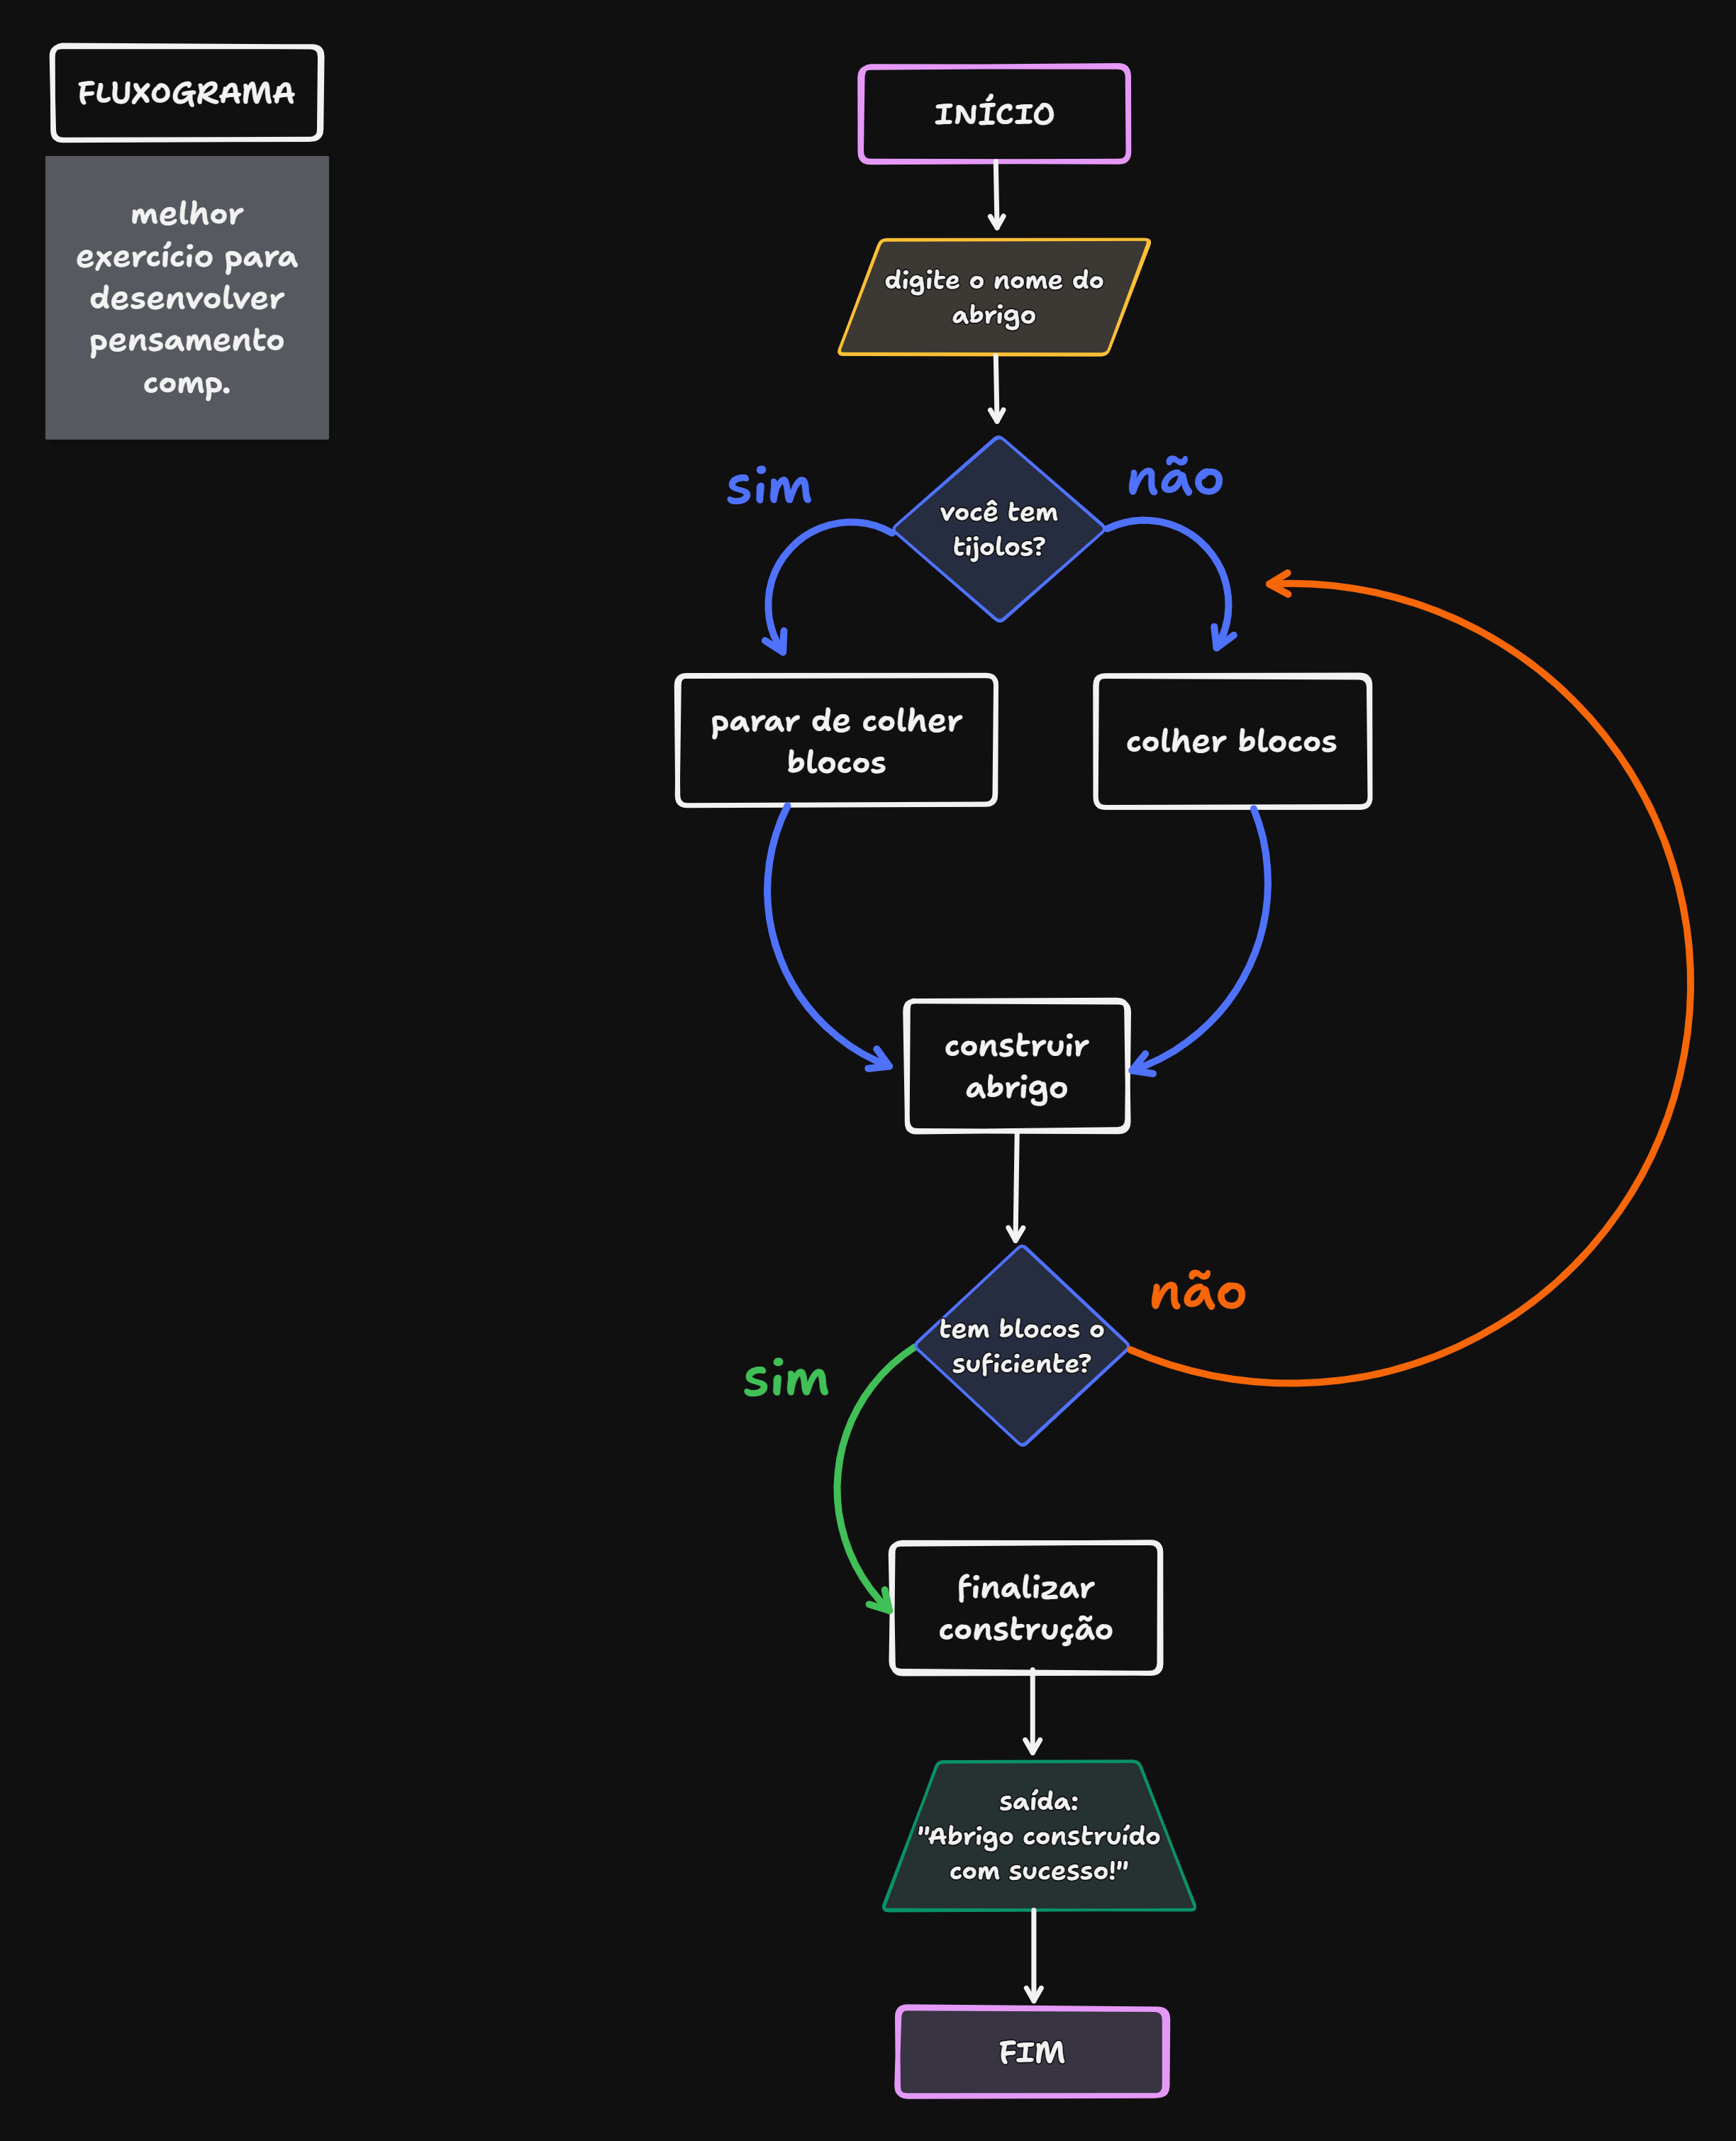 FLUXOGRAMA
melhor
exercício para
desenvolver
pensamento
comp.
INÍCIO
digite o nome do
abrigo
sim
não
você tem
tijolos?
parar de colher
blocos
colher blocos
construir
abrigo
não
tem blocos o
suficiente?
sim
finalizar
construção
saída:
"Abrigo construído
com sucesso!"
FIM